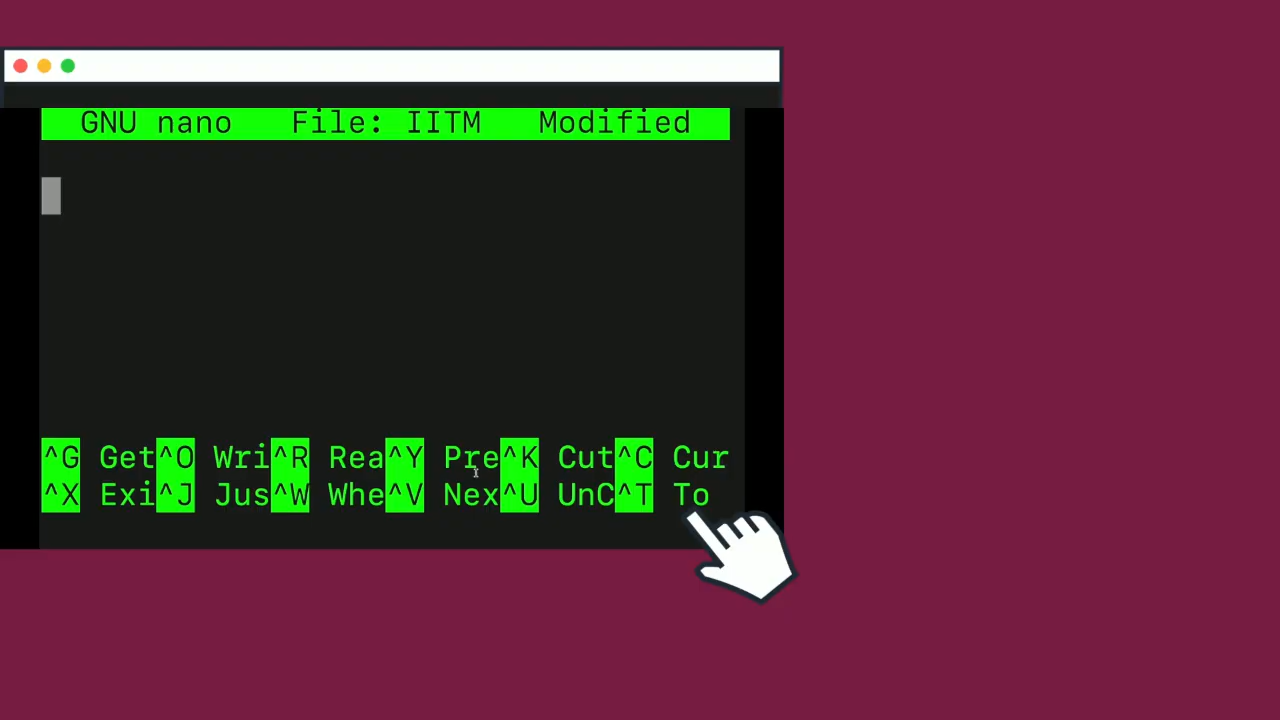 GNU nano File: IITM Modified
^G Get^O Wri^R Rea^Y Pre^K Cut^C Cur
^X Exi^J Jus^W Whe^V Nex^U UnC^T To